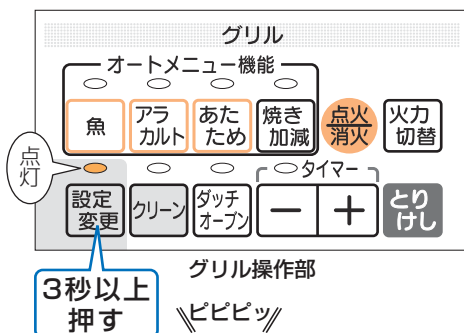 グリル
オートメニュー機能
魚
アラ
カルト
あた
ため
焼き
加減
点火
消火
火力
切替
点灯
タイマー
設定
変更
クリーン
ダッチ
オーブン
－
＋
とり
けし
3秒以上
押す
グリル操作部
ピピピッ